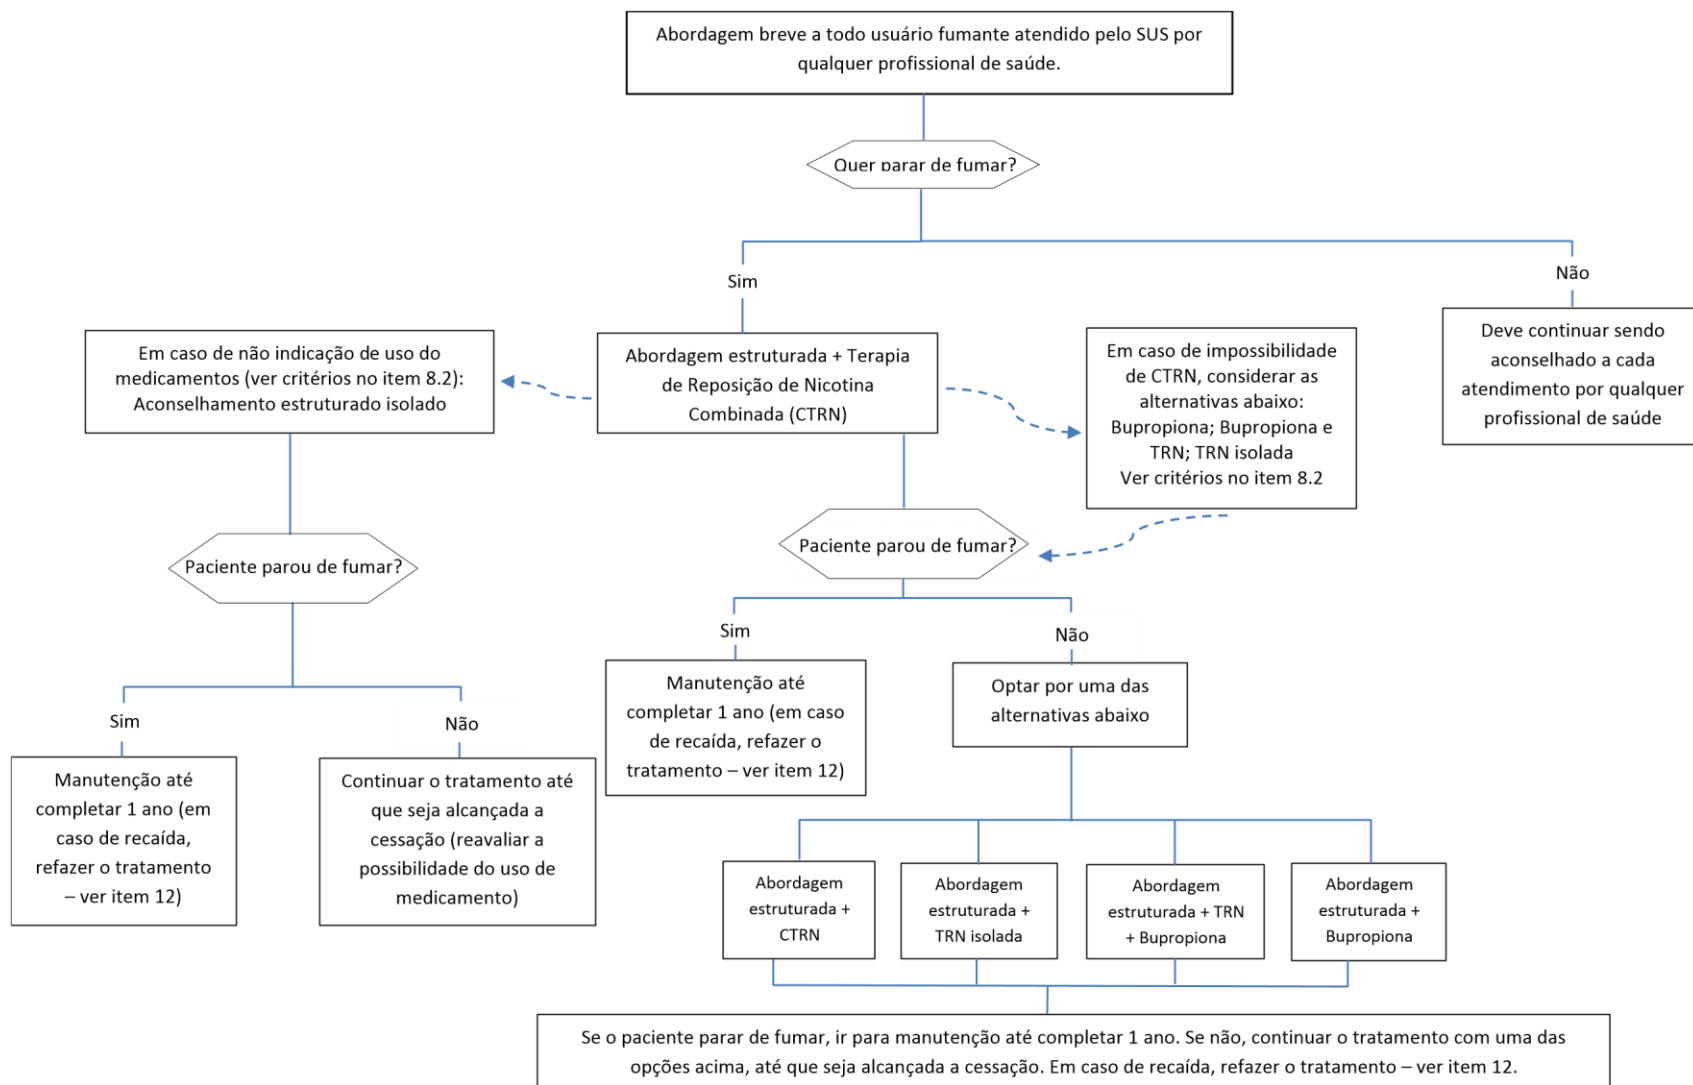 Abordagem breve a todo usuário fumante atendido pelo SUS por
qualquer profissional de saúde.
Quer parar de fumar?
Sim
Não
Em caso de não indicação de uso do
medicamentos (ver critérios no item 8.2):
Aconselhamento estruturado isolado
Abordagem estruturada + Terapia
de Reposição de Nicotina
Combinada (CTRN)
Em caso de impossibilidade
de CTRN, considerar as
alternativas abaixo:
Bupropiona; Bupropiona e
TRN; TRN isolada
Ver critérios no item 8.2
Deve continuar sendo
aconselhado a cada
atendimento por qualquer
profissional de saúde
Paciente parou de fumar?
Paciente parou de fumar?
Sim
Não
Sim
Não
Manutenção até
completar 1 ano (em caso
de recaída, refazer o
tratamento – ver item 12)
Optar por uma das
alternativas abaixo
Manutenção até
completar 1 ano (em
caso de recaída,
refazer o tratamento
– ver item 12)
Continuar o tratamento até
que seja alcançada a
cessação (reavaliar a
possibilidade do uso de
medicamento)
Abordagem
estruturada +
CTRN
Abordagem
estruturada +
TRN isolada
Abordagem
estruturada + TRN
+ Bupropiona
Abordagem
estruturada +
Bupropiona
Se o paciente parar de fumar, ir para manutenção até completar 1 ano. Se não, continuar o tratamento com uma das
opções acima, até que seja alcançada a cessação. Em caso de recaída, refazer o tratamento – ver item 12.